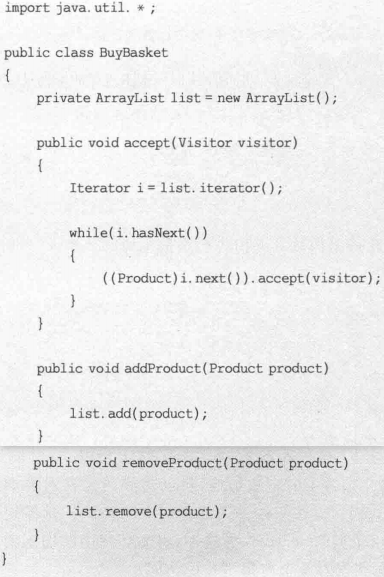 import java.util. * ;
public class BuyBasket
{
private ArrayList list = new ArrayList();
public void accept(Visitor visitor)
{
Iterator i = list.iterator();
while(i.hasNext())
{
((Product)i.next()).accept(visitor);
}
}
public void addProduct(Product product)
{
list.add(product);
}
public void removeProduct(Product product)
{
list.remove(product);
}
}